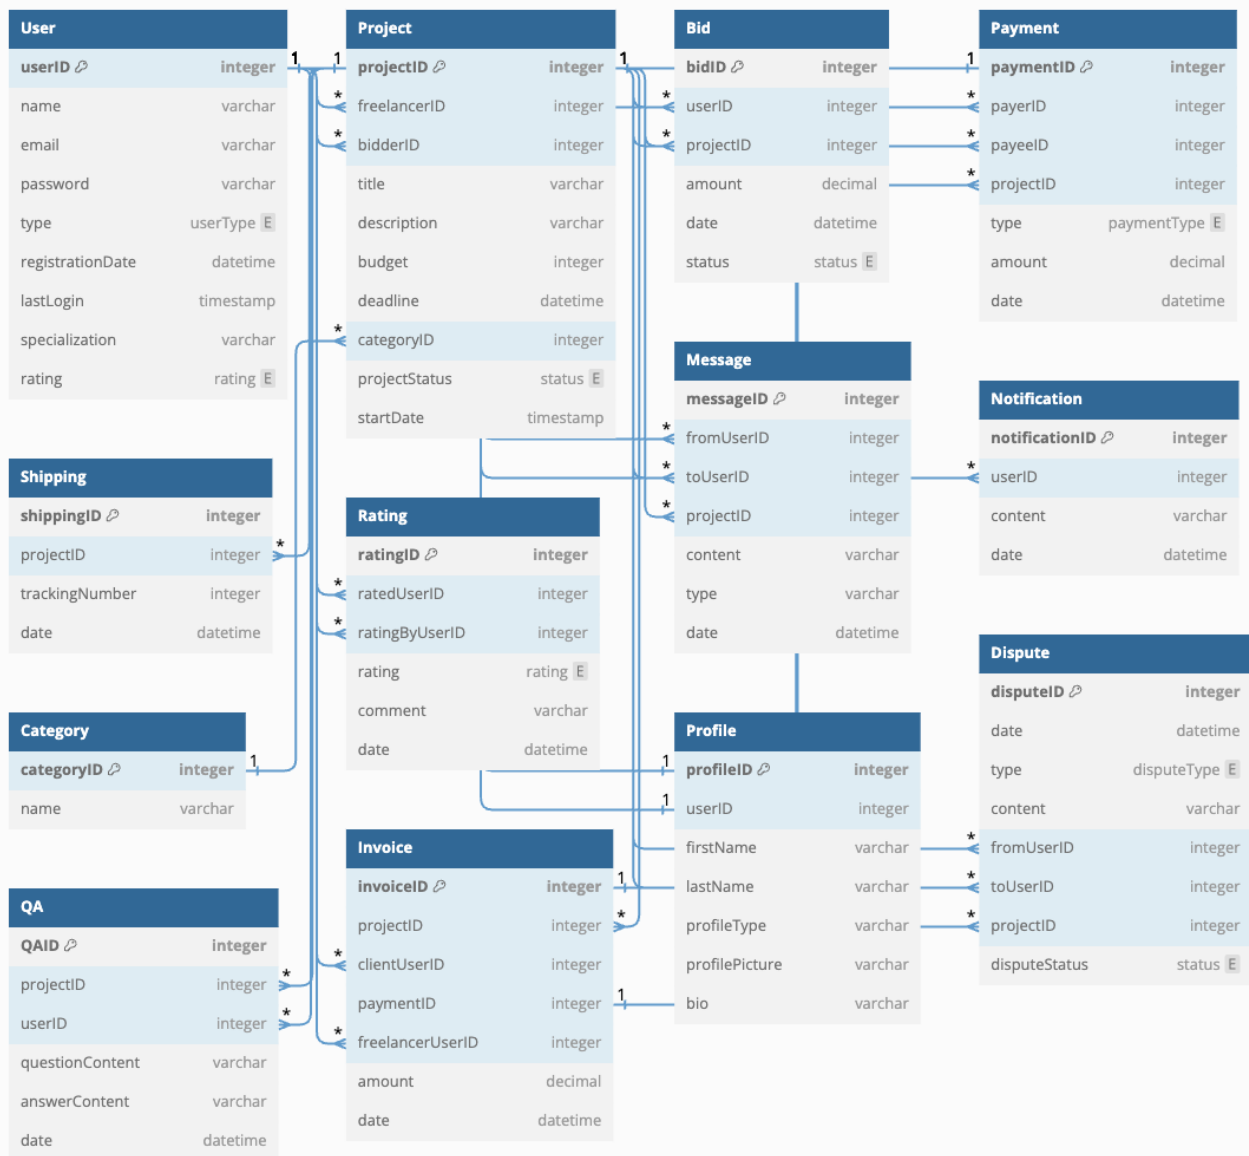 User
userID integer
name varchar
email varchar
password varchar
type userType E
registrationDate datetime
lastLogin timestamp
specialization varchar
rating rating E
1
Project
1
projectID integer
* freelancerID integer
* bidderID integer
title varchar
description varchar
budget integer
deadline datetime
* categoryID integer
projectStatus status E
startDate timestamp
1
Bid
bidID integer
* userID integer
* projectID integer
amount decimal
date datetime
status status E
Payment
1
paymentID integer
* payerID integer
* payeeID integer
* projectID integer
type paymentType E
amount decimal
date datetime
Message
messageID integer
* fromUserID integer
* toUserID integer
* projectID integer
content varchar
type varchar
date datetime
Notification
notificationID integer
* userID integer
content varchar
date datetime
Shipping
shippingID integer
projectID integer *
trackingNumber integer
date datetime
Rating
ratingID integer
* ratedUserID integer
* ratingByUserID integer
rating rating E
comment varchar
date datetime
Dispute
disputeID integer
date datetime
type disputeType E
content varchar
* fromUserID integer
* toUserID integer
* projectID integer
disputeStatus status E
Category
categoryID integer 1
name varchar
Profile
1 profileID integer
1 userID integer
firstName varchar
lastName varchar
profileType varchar
profilePicture varchar
bio varchar
Invoice
invoiceID integer 1
projectID integer *
* clientUserID integer
paymentID integer 1
* freelancerUserID integer
amount decimal
date datetime
QA
QAID integer
projectID integer *
userID integer *
questionContent varchar
answerContent varchar
date datetime